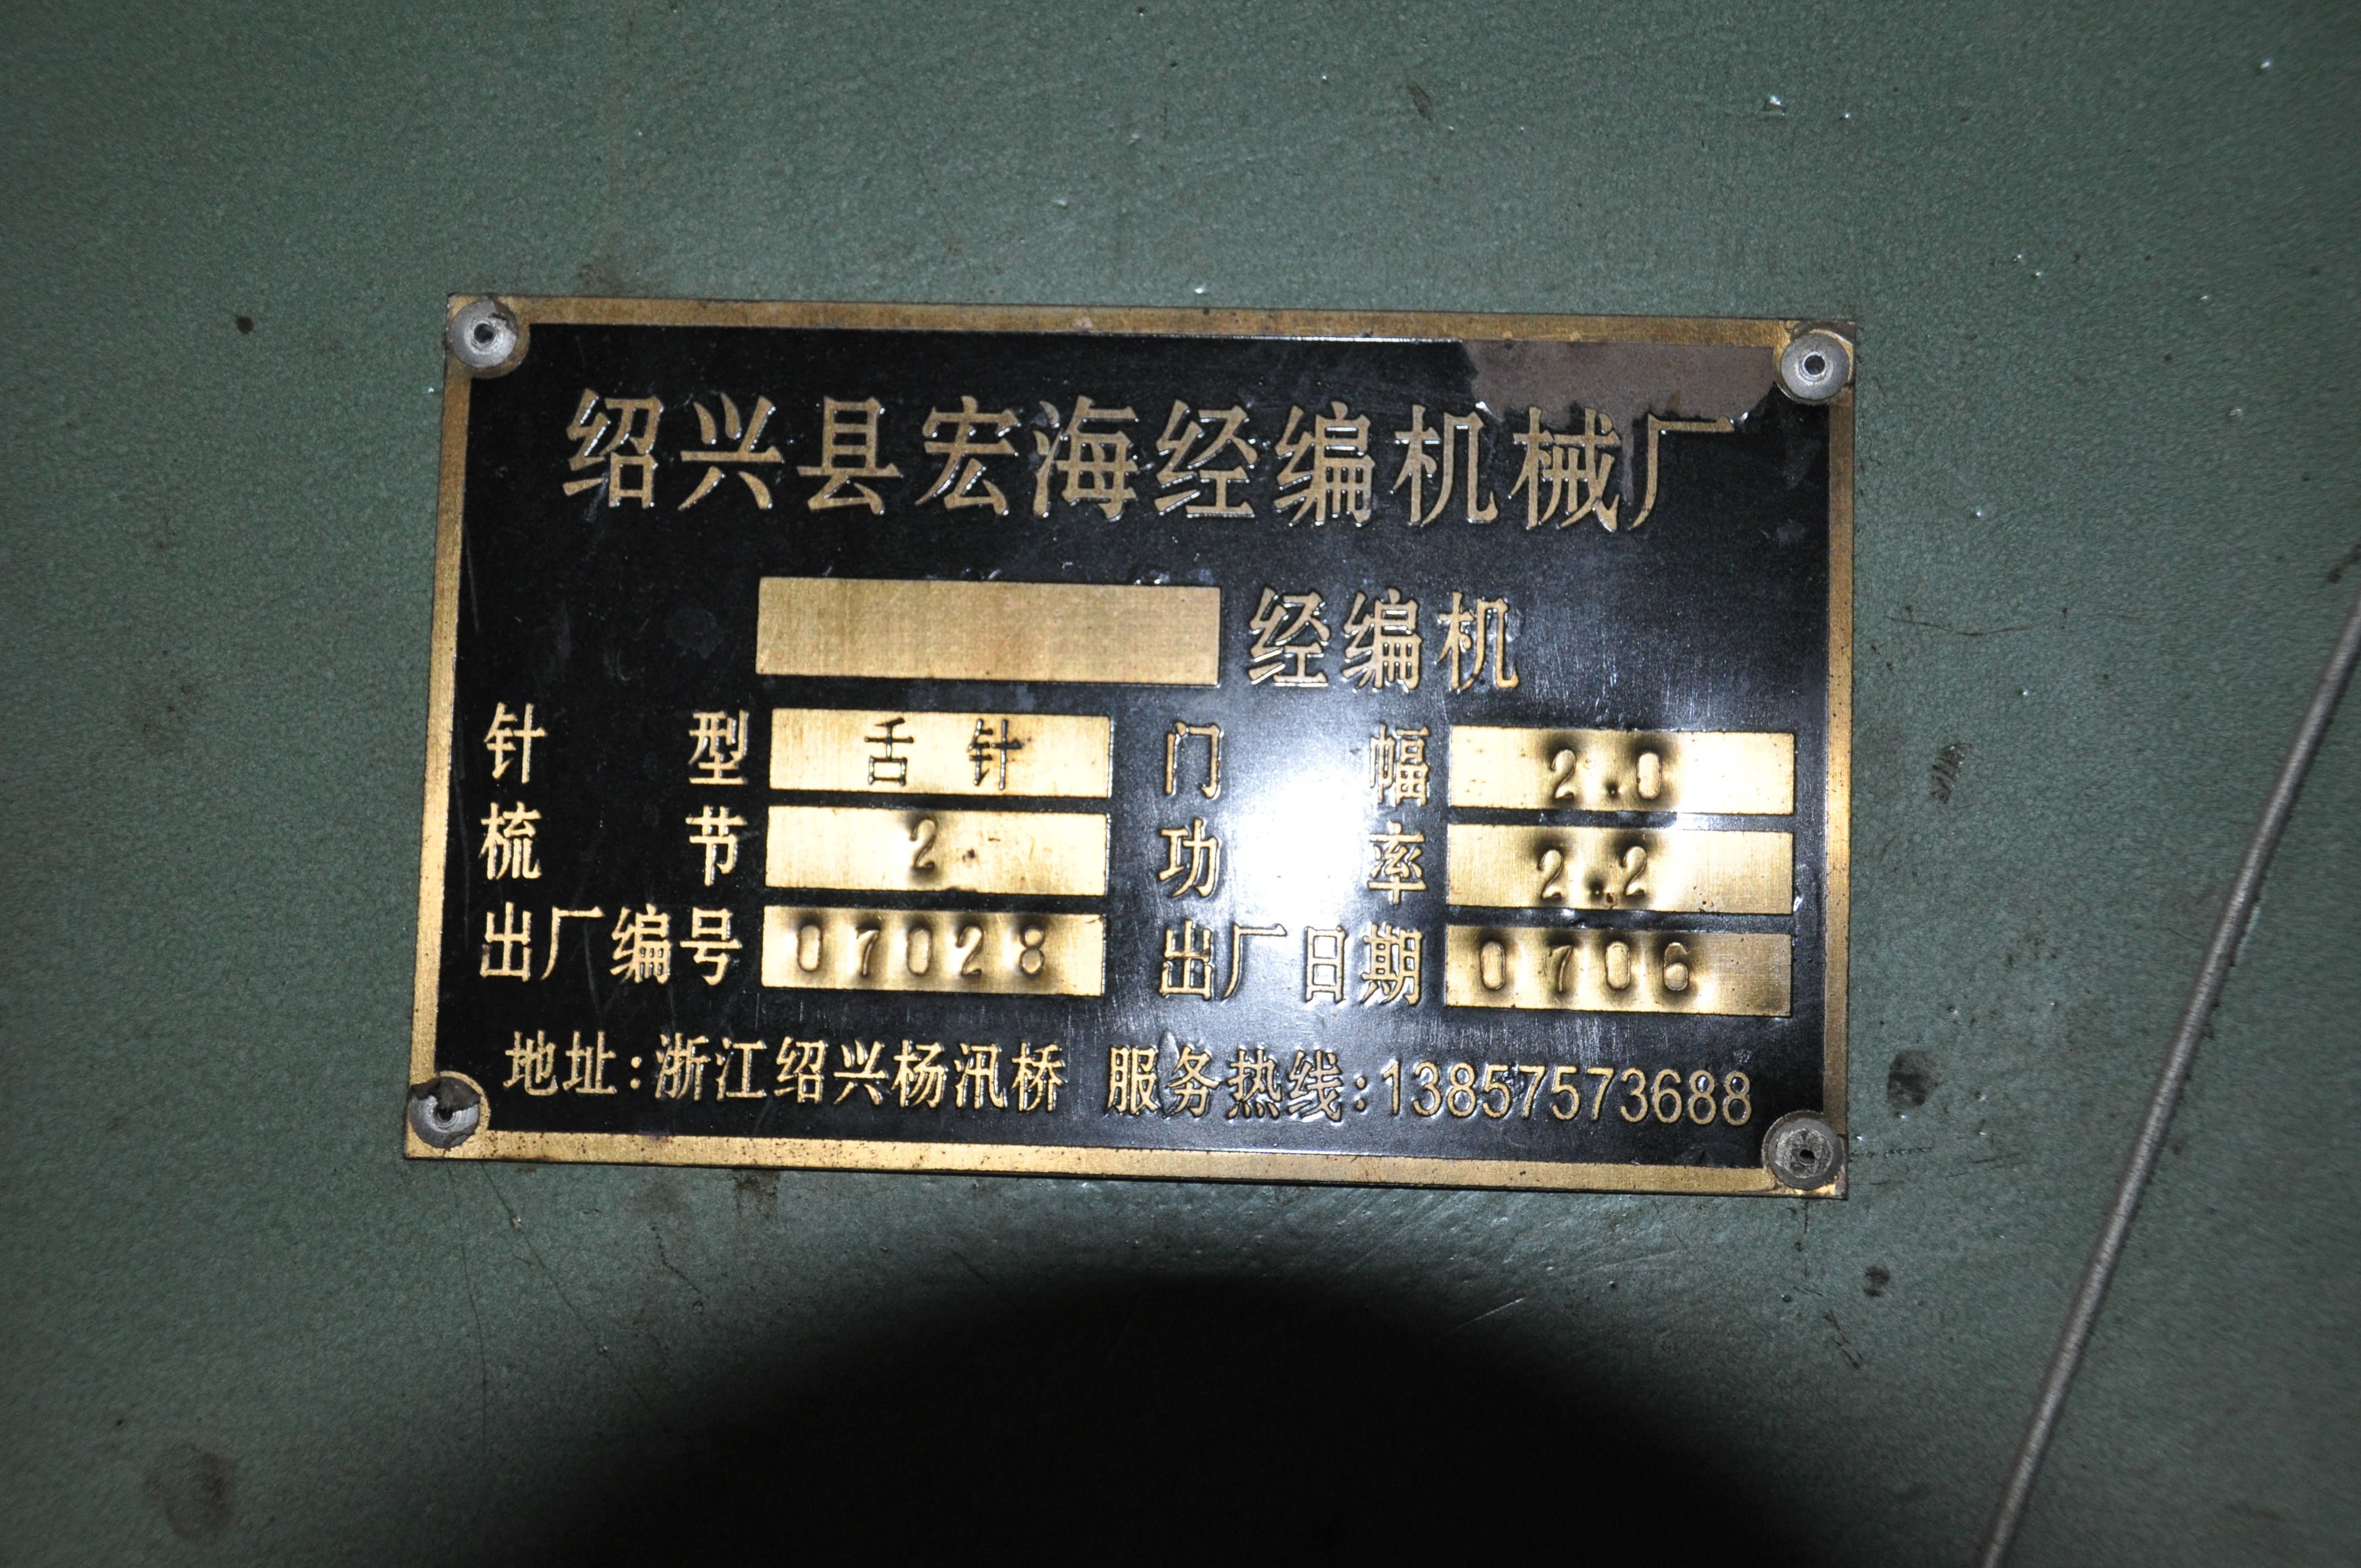 绍兴县宏海经编机械厂
经编机
针型 舌针 门幅 2.0
梳节 2. 功率 2.2
出厂编号 07028 出厂日期 0706
地址:浙江绍兴杨汛桥 服务热线:13857573688